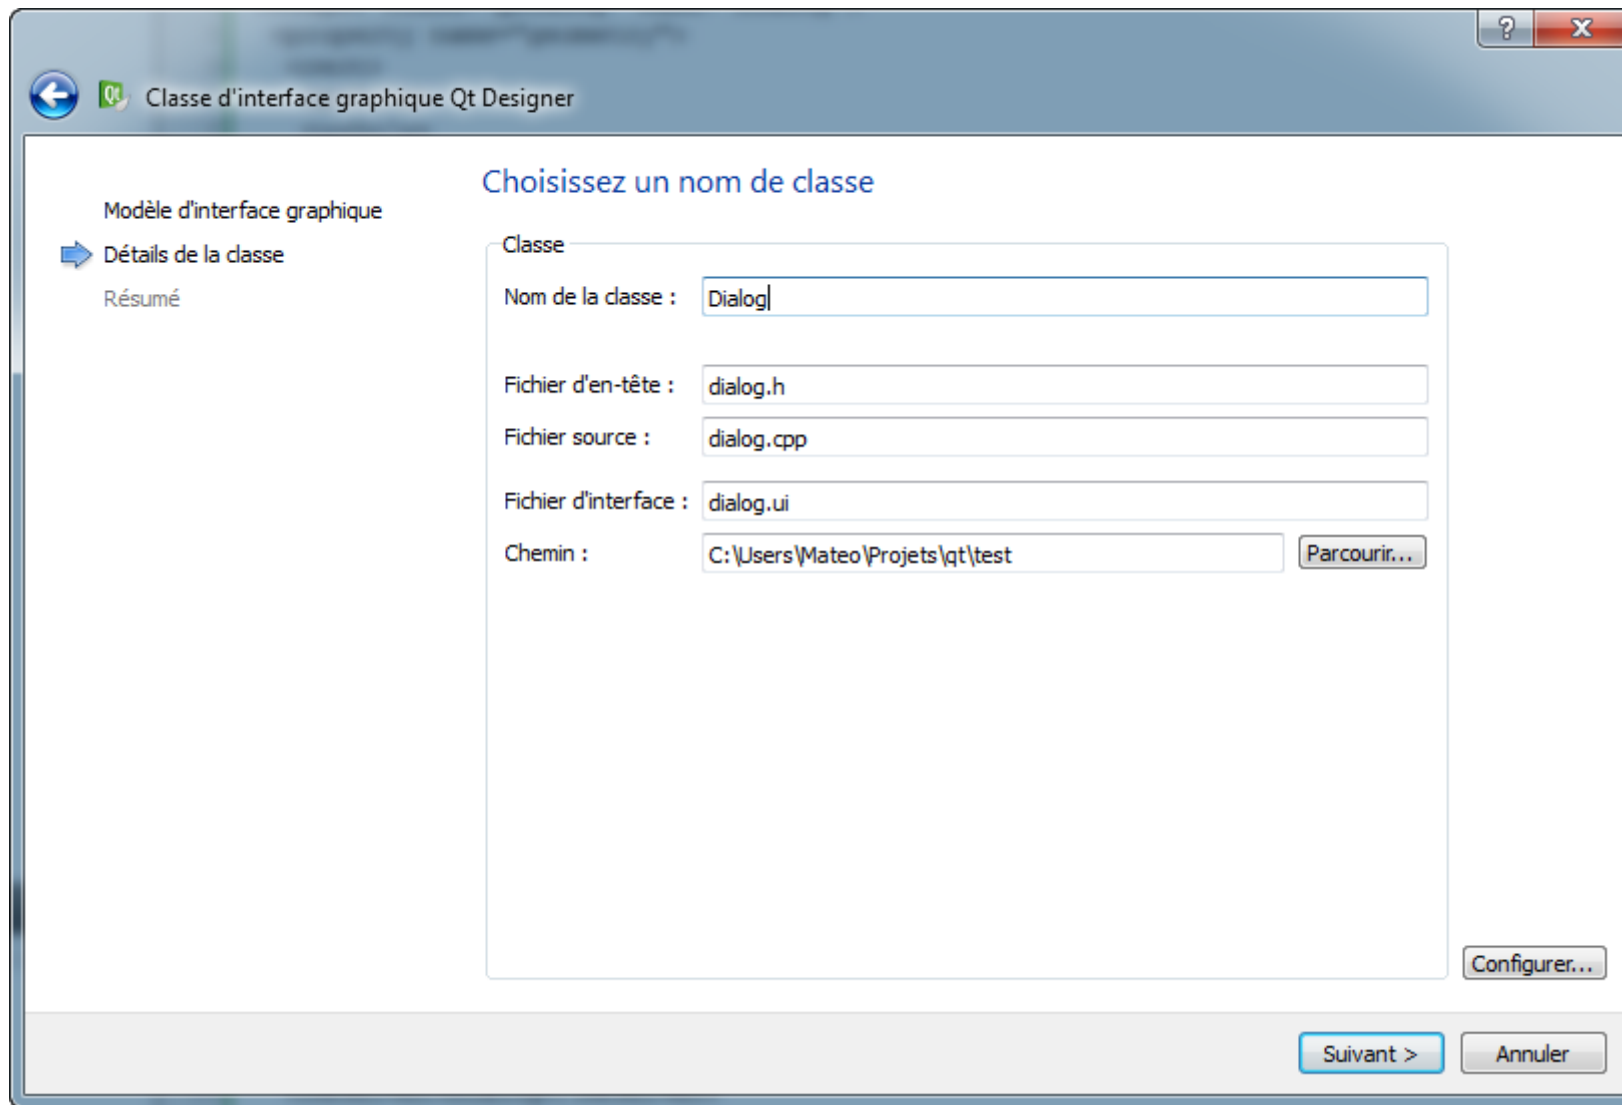 Classe d'interface graphique Qt Designer
Modèle d'interface graphique
Détails de la classe
Résumé
Choisissez un nom de classe
Classe
Nom de la classe : Dialog
Fichier d'en-tête : dialog.h
Fichier source : dialog.cpp
Fichier d'interface : dialog.ui
Chemin : C:\Users\Mateo\Projets\qt\test Parcourir...
Configurer...
Suivant > Annuler